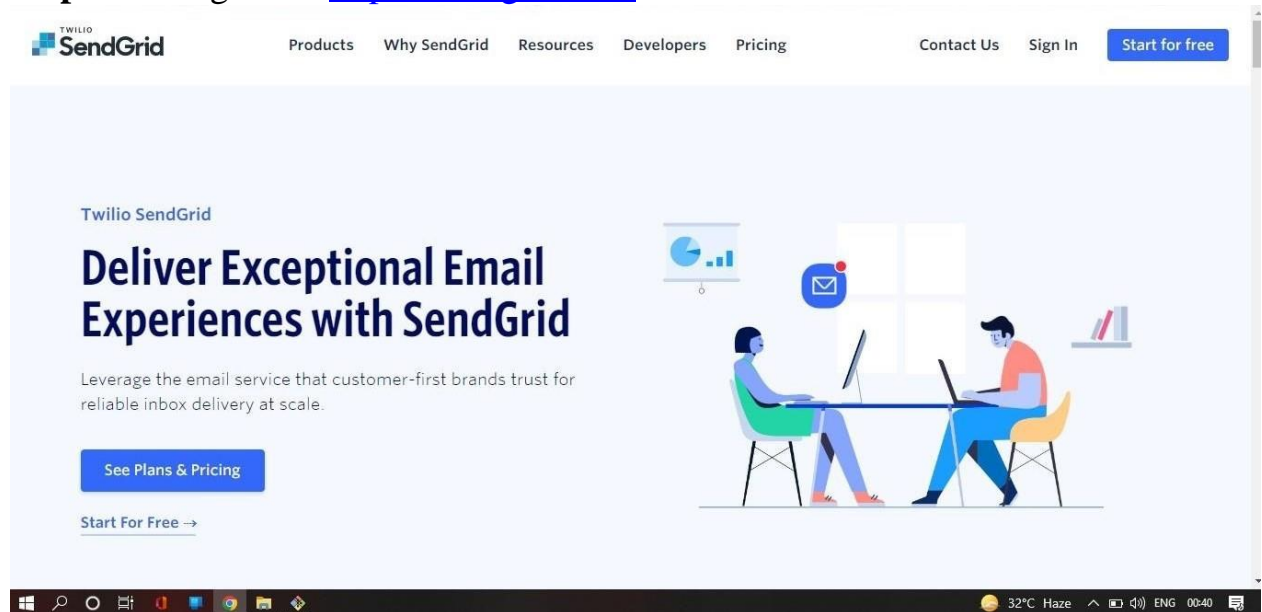 TWILIO
SendGrid
Products Why SendGrid Resources Developers Pricing Contact Us Sign In Start for free
Twilio SendGrid
Deliver Exceptional Email
Experiences with SendGrid
Leverage the email service that customer-first brands trust for
reliable inbox delivery at scale.
See Plans & Pricing
Start For Free →
32°C Haze ENG 00:40